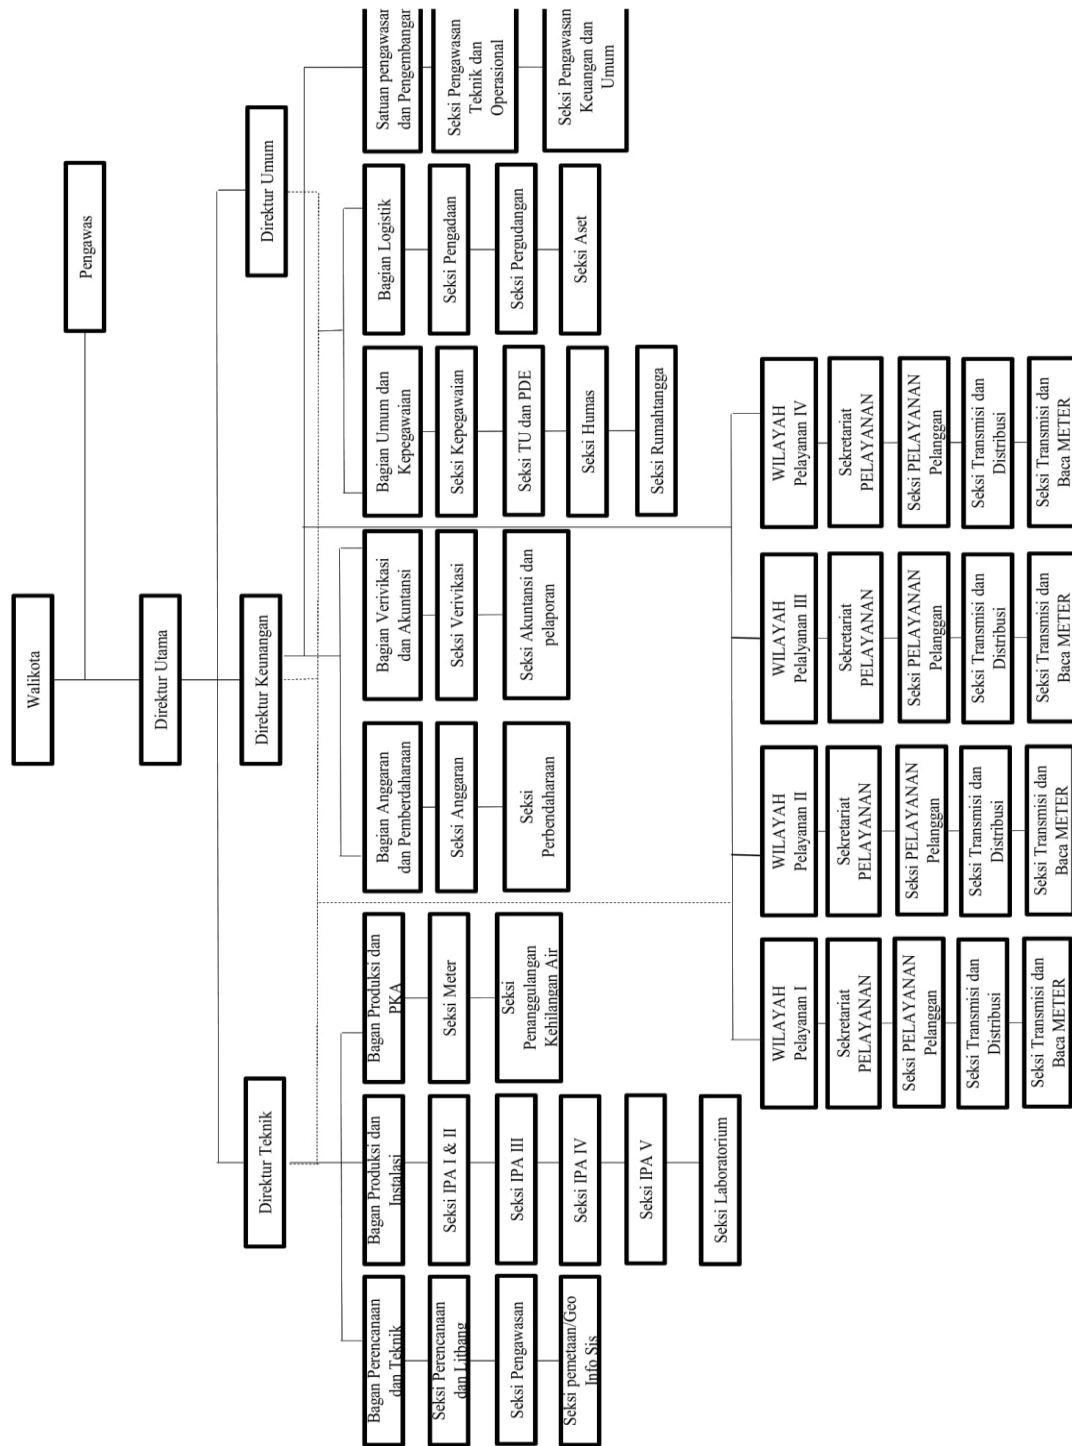 Walikota
Pengawas
Direktur Utama
Direktur Teknik
Direktur Keunangan
Direktur Umum
Bagan Perencanaan
dan Teknik
Seksi Perencanaan
dan Litbang
Seksi Pengawasan
Seksi pemetaan/Geo
Info Sis
Bagan Produksi dan
Instalasi
Seksi IPA I & II
Seksi IPA III
Seksi IPA IV
Seksi IPA V
Seksi Laboratorium
Bagan Produksi dan
PKA
Seksi Meter
Seksi
Penanggulangan
Kehilangan Air
Bagian Anggaran
dan Pemberdaharaan
Seksi Anggaran
Seksi
Perbendaharaan
Bagian Verivikasi
dan Akuntansi
Seksi Verivikasi
Seksi Akuntansi dan
pelaporan
Bagian Umum dan
Kepegawaian
Seksi Kepegawaian
Seksi TU dan PDE
Seksi Humas
Seksi Rumahtangga
Bagian Logistik
Seksi Pengadaan
Seksi Pergudangan
Seksi Aset
Satuan pengawasan
dan Pengembangan
Seksi Pengawasan
Teknik dan
Operasional
Seksi Pengawasan
Keuangan dan
Umum
WILAYAH
Pelayanan I
Sekretariat
PELAYANAN
Seksi PELAYANAN
Pelanggan
Seksi Transmisi dan
Distribusi
Seksi Transmisi dan
Baca METER
WILAYAH
Pelayanan II
Sekretariat
PELAYANAN
Seksi PELAYANAN
Pelanggan
Seksi Transmisi dan
Distribusi
Seksi Transmisi dan
Baca METER
WILAYAH
Pelalyanan III
Sekretariat
PELAYANAN
Seksi PELAYANAN
Pelanggan
Seksi Transmisi dan
Distribusi
Seksi Transmisi dan
Baca METER
WILAYAH
Pelayanan IV
Sekretariat
PELAYANAN
Seksi PELAYANAN
Pelanggan
Seksi Transmisi dan
Distribusi
Seksi Transmisi dan
Baca METER